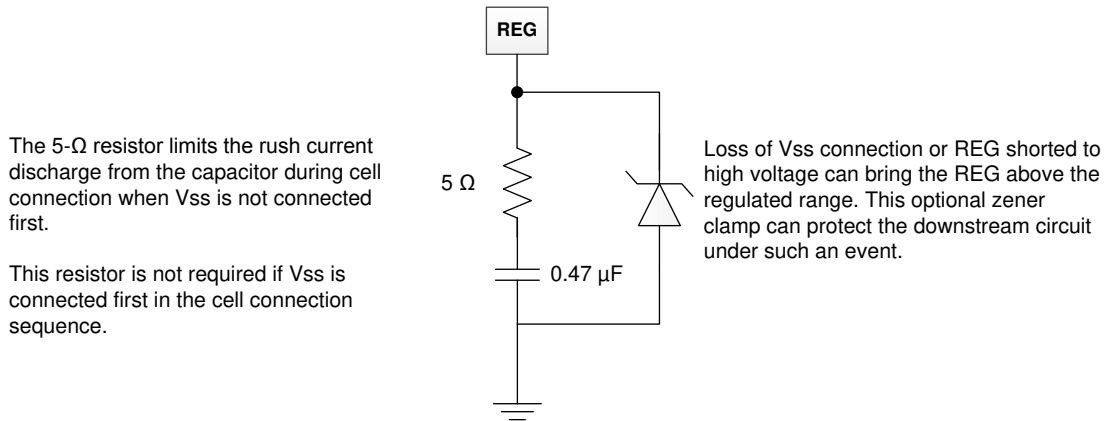 REG
The 5-Ω resistor limits the rush current
discharge from the capacitor during cell
connection when Vss is not connected
first.
This resistor is not required if Vss is
connected first in the cell connection
sequence.
5 Ω
0.47 µF
Loss of Vss connection or REG shorted to
high voltage can bring the REG above the
regulated range. This optional zener
clamp can protect the downstream circuit
under such an event.